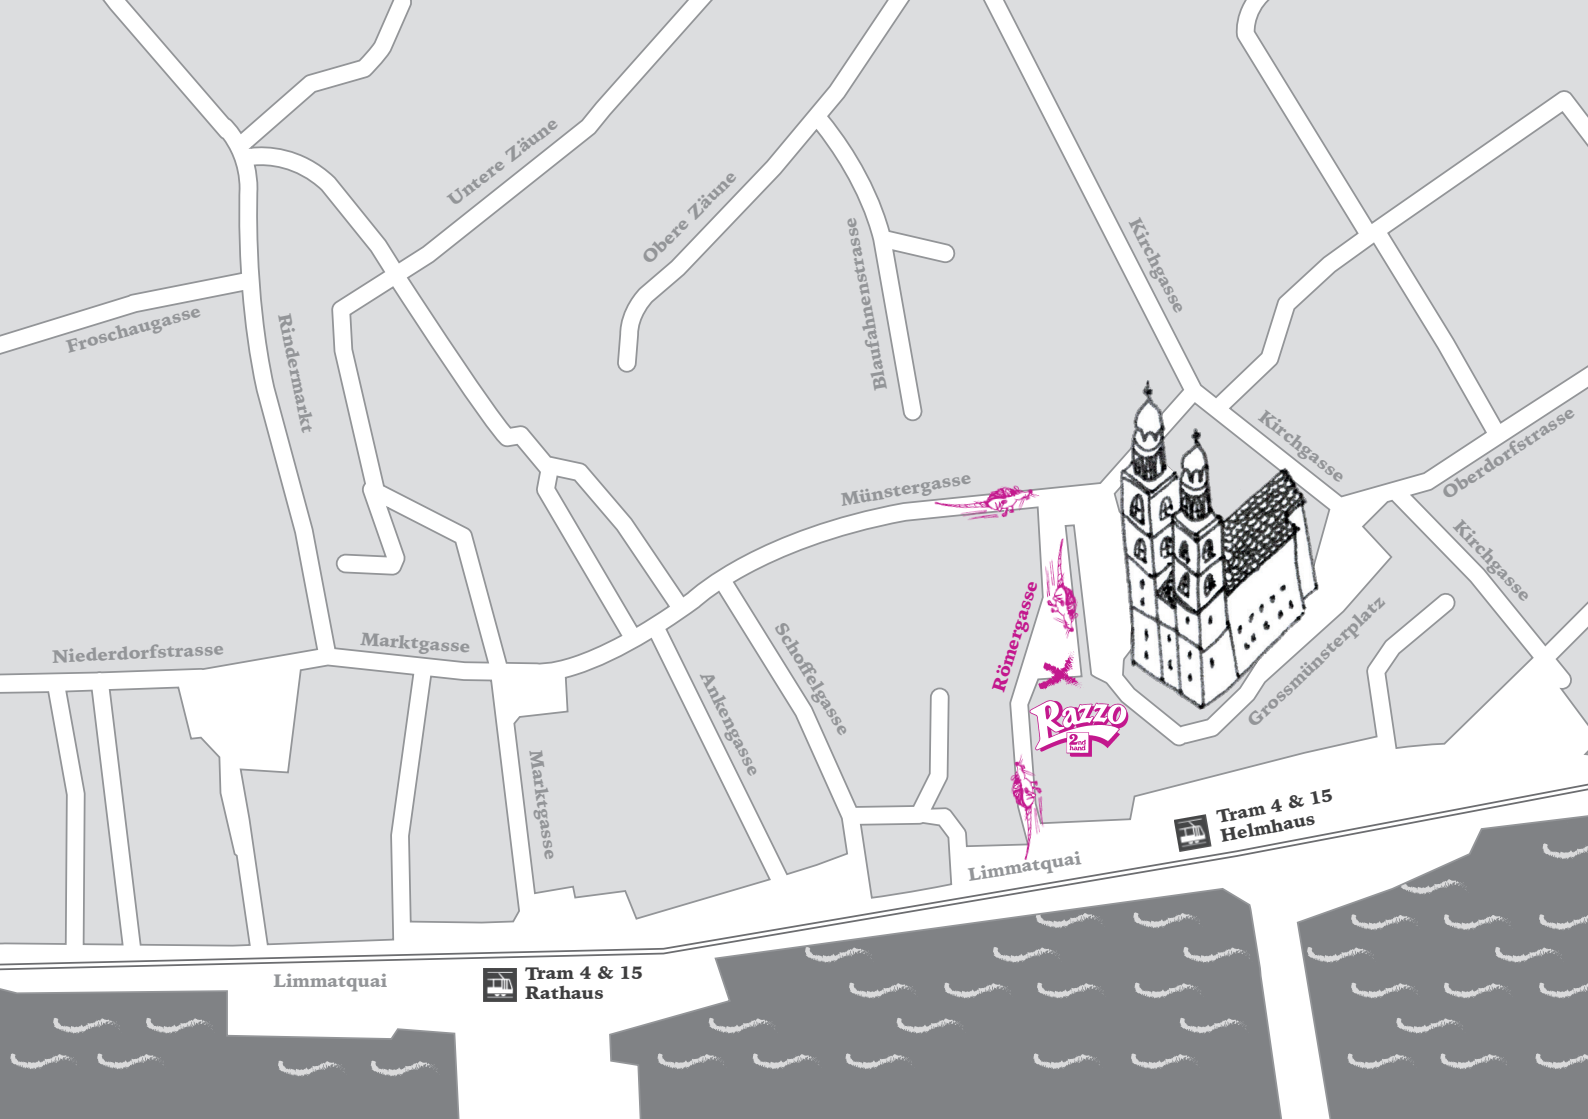 Untere Zäune
Obere Zäune
Blaufahnenstrasse
Kirchgasse
Froschaugasse
Rindermarkt
Kirchgasse
Oberdorfstrasse
Münstergasse
Kirchgasse
Römergasse
Grossmünsterplatz
Niederdorfstrasse
Marktgasse
Schoffelgasse
Ankengasse
Marktgasse
Razzo
2nd
hand
Tram 4 & 15
Helmhaus
Limmatquai
Limmatquai
Tram 4 & 15
Rathaus